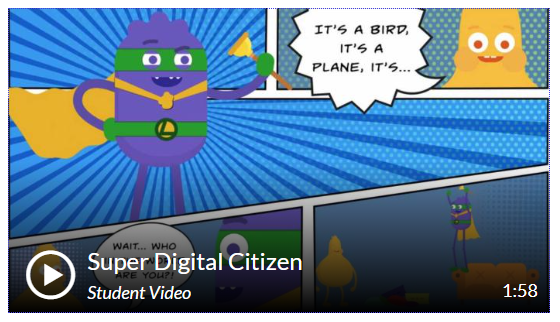 IT'S A BIRD,
IT'S A
PLANE, IT'S...
WAIT... WHO
ARE YOU?!
Super Digital Citizen
Student Video
1:58